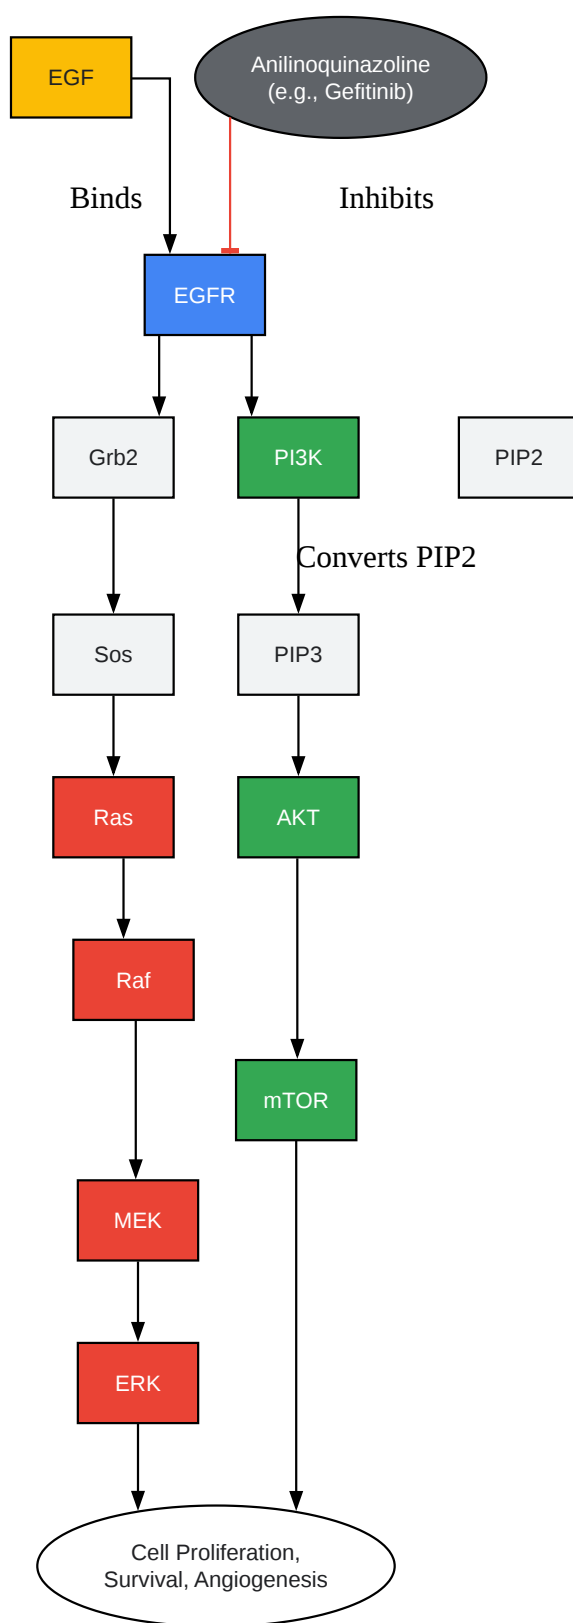 EGF
Anilinoquinazoline
(e.g., Gefitinib)
Binds
Inhibits
EGFR
Grb2
PI3K
PIP2
Converts PIP2
Sos
PIP3
Ras
AKT
Raf
mTOR
MEK
ERK
Cell Proliferation,
Survival, Angiogenesis